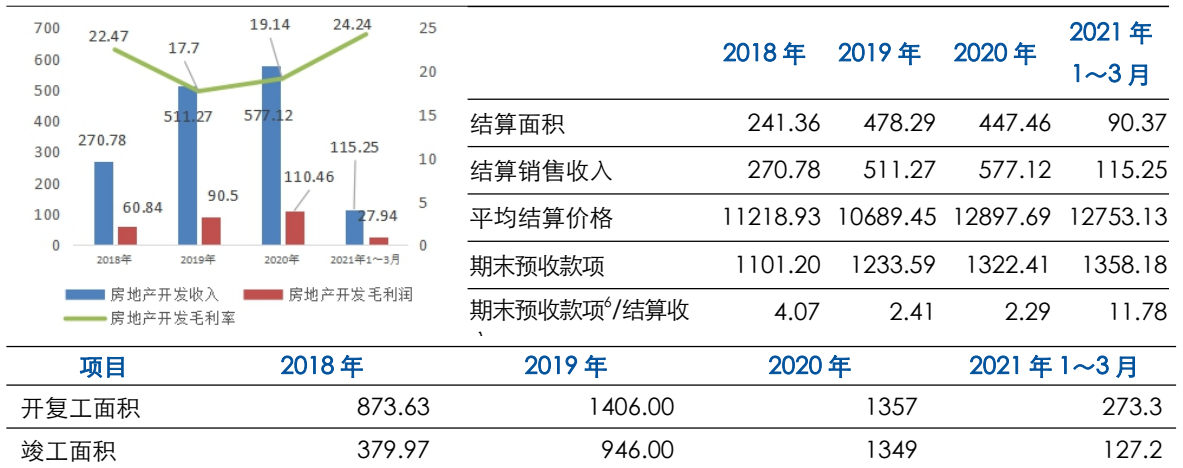 700
600
500
400
300
200
100
0
25
20
15
10
5
0
22.47
17.7
19.14
24.24
270.78
511.27
577.12
115.25
60.84
90.5
110.46
27.94
2018年
2019年
2020年
2021年1～3月
房地产开发收入
房地产开发毛利润
房地产开发毛利率
2018 年 2019 年 2020 年 2021 年
1～3 月
结算面积 241.36 478.29 447.46 90.37
结算销售收入 270.78 511.27 577.12 115.25
平均结算价格 11218.93 10689.45 12897.69 12753.13
期末预收款项 1101.20 1233.59 1322.41 1358.18
期末预收款项6/结算收 4.07 2.41 2.29 11.78
项目 2018 年 2019 年 2020 年 2021 年 1～3 月
开复工面积 873.63 1406.00 1357 273.3
竣工面积 379.97 946.00 1349 127.2